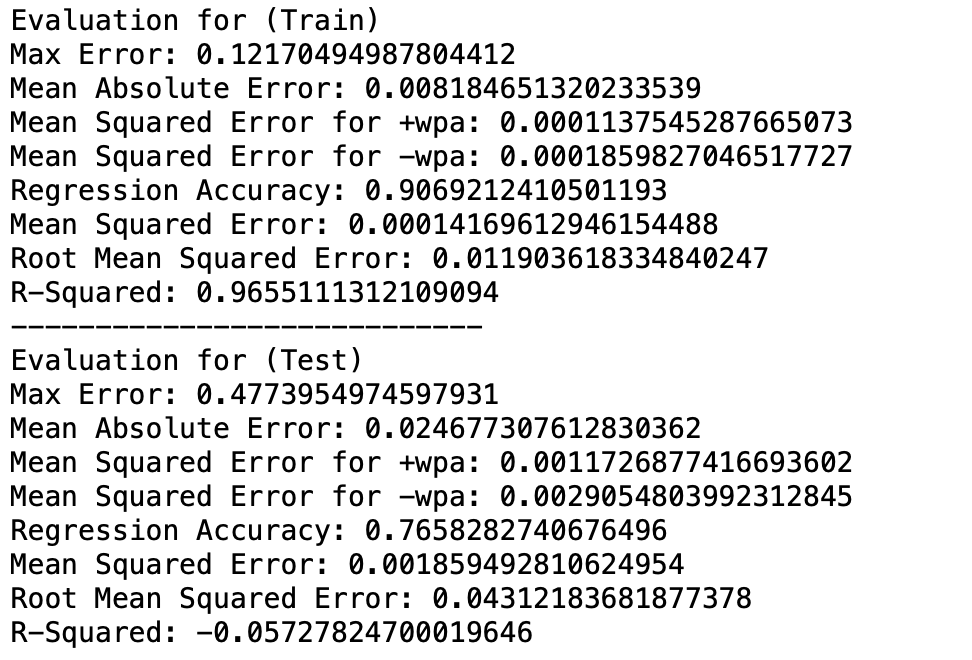 Evaluation for (Train)
Max Error: 0.12170494987804412
Mean Absolute Error: 0.008184651320233539
Mean Squared Error for +wpa: 0.0001137545287665073
Mean Squared Error for -wpa: 0.0001859827046517727
Regression Accuracy: 0.9069212410501193
Mean Squared Error: 0.00014169612946154488
Root Mean Squared Error: 0.011903618334840247
R-Squared: 0.9655111312109094
----------------------------
Evaluation for (Test)
Max Error: 0.4773954974597931
Mean Absolute Error: 0.024677307612830362
Mean Squared Error for +wpa: 0.0011726877416693602
Mean Squared Error for -wpa: 0.0029054803992312845
Regression Accuracy: 0.7658282740676496
Mean Squared Error: 0.001859492810624954
Root Mean Squared Error: 0.04312183681877378
R-Squared: -0.05727824700019646